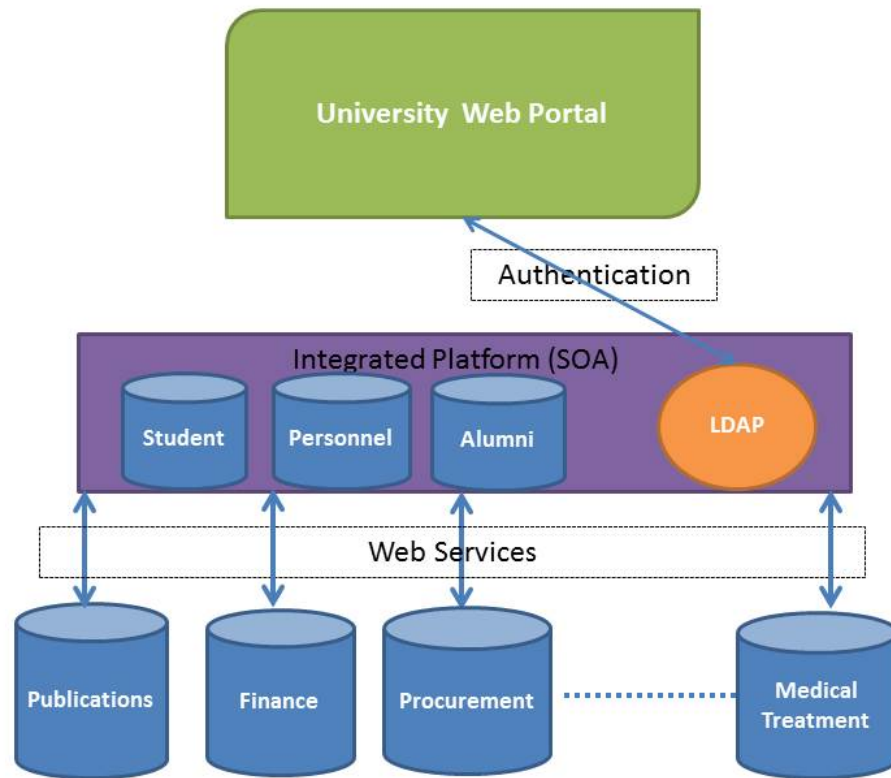 University Web Portal
Authentication
Integrated Platform (SOA)
Student
Personnel
Alumni
LDAP
Web Services
Publications
Finance
Procurement
Medical
Treatment